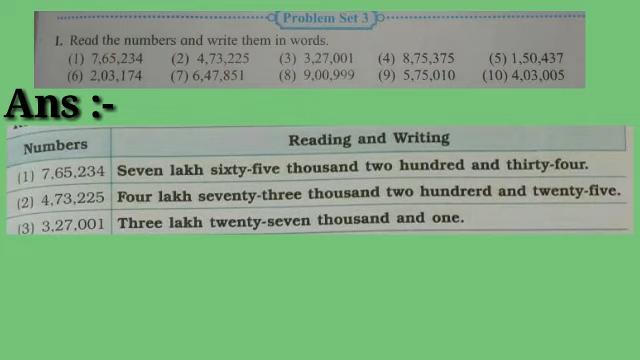 Problem Set 3
1. Read the numbers and write them in words.
(1) 7,65,234 (2) 4,73,225 (3) 3,27,001 (4) 8,75,375 (5) 1,50,437
(6) 2,03,174 (7) 6,47,851 (8) 9,00,999 (9) 5,75,010 (10) 4,03,005
Ans :-
Numbers Reading and Writing
(1) 7,65,234 Seven lakh sixty-five thousand two hundred and thirty-four.
(2) 4,73,225 Four lakh seventy-three thousand two hundrerd and twenty-five.
(3) 3,27,001 Three lakh twenty-seven thousand and one.